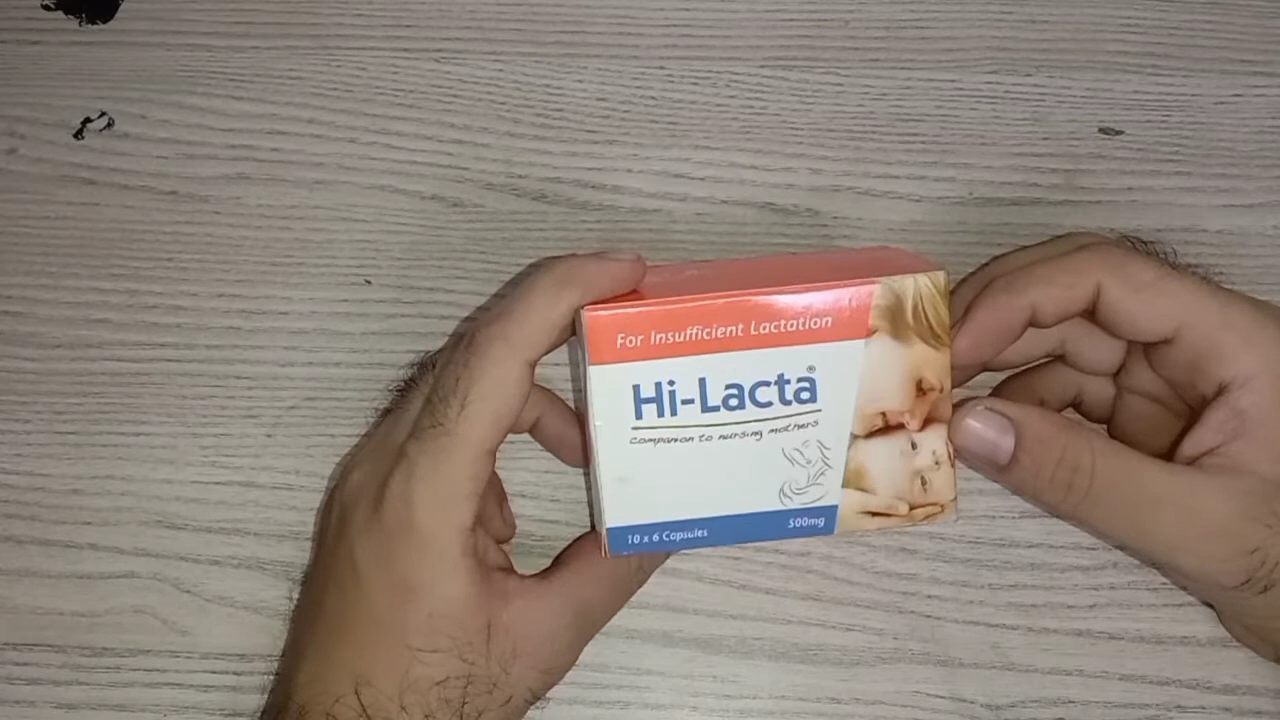 For Insufficient Lactation
Hi-Lacta®
companion to nursing mothers
10 x 6 Capsules
500mg